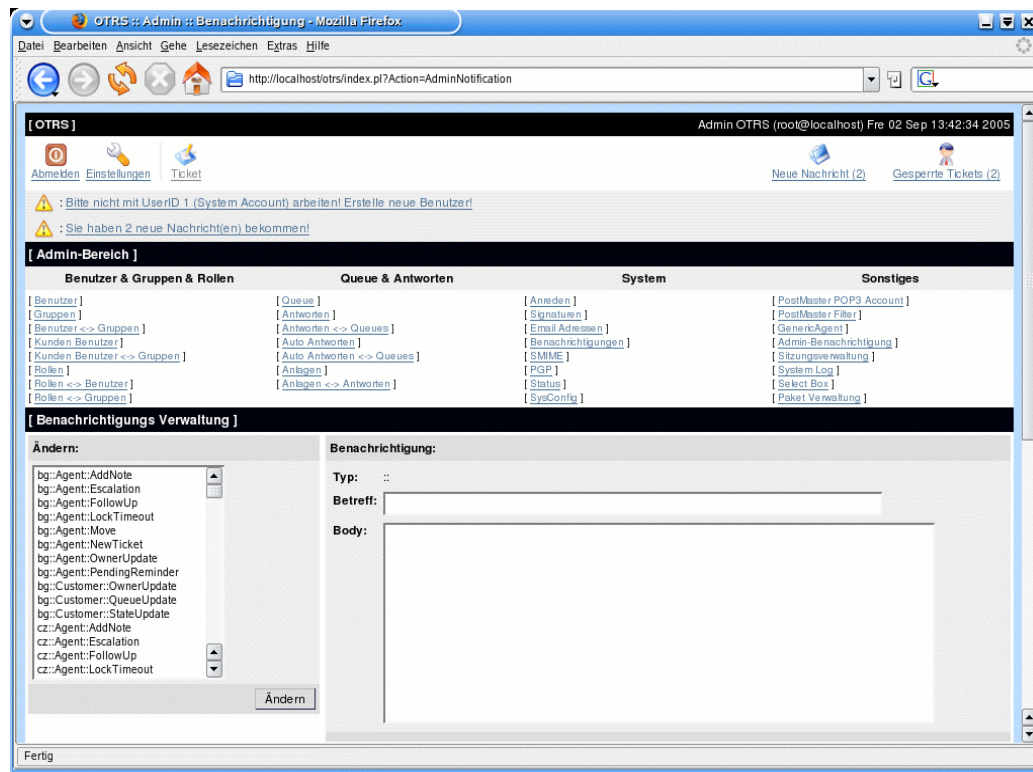 OTRS :: Admin :: Benachrichtigung - Mozilla Firefox
Datei Bearbeiten Ansicht Gehe Lesezeichen Extras Hilfe
http://localhost/otrs/index.pl?Action=AdminNotification
G
[ OTRS ] Admin OTRS (root@localhost) Fre 02 Sep 13:42:34 2005
Abmelden Einstellungen Ticket Neue Nachricht (2) Gesperrte Tickets (2)
: Bitte nicht mit UserID 1 (System Account) arbeiten! Erstelle neue Benutzer!
: Sie haben 2 neue Nachricht(en) bekommen!
[ Admin-Bereich ]
Benutzer & Gruppen & Rollen Queue & Antworten System Sonstiges
[ Benutzer ] [ Queue ] [ Anreden ] [ PostMaster POP3 Account ]
[ Gruppen ] [ Antworten ] [ Signaturen ] [ PostMaster Filter ]
[ Benutzer <-> Gruppen ] [ Antworten <-> Queues ] [ Email Adressen ] [ GenericAgent ]
[ Kunden Benutzer ] [ Auto Antworten ] [ Benachrichtigungen ] [ Admin-Benachrichtigung ]
[ Kunden Benutzer <-> Gruppen ] [ Auto Antworten <-> Queues ] [ SMIME ] [ Sitzungsverwaltung ]
[ Rollen ] [ Anlagen ] [ PGP ] [ System Log ]
[ Rollen <-> Benutzer ] [ Anlagen <-> Antworten ] [ Status ] [ Select Box ]
[ Rollen <-> Gruppen ] [ SysConfig ] [ Paket Verwaltung ]
[ Benachrichtigungs Verwaltung ]
Ändern:
bg::Agent::AddNote
bg::Agent::Escalation
bg::Agent::FollowUp
bg::Agent::LockTimeout
bg::Agent::Move
bg::Agent::NewTicket
bg::Agent::OwnerUpdate
bg::Agent::PendingReminder
bg::Customer::OwnerUpdate
bg::Customer::QueueUpdate
bg::Customer::StateUpdate
cz::Agent::AddNote
cz::Agent::Escalation
cz::Agent::FollowUp
cz::Agent::LockTimeout
Ändern
Benachrichtigung:
Typ: ::
Betreff:
Body:
Fertig